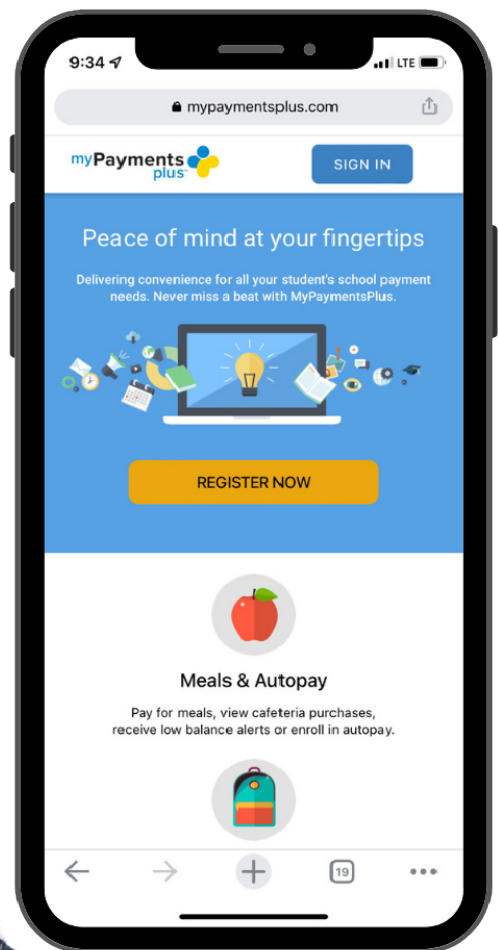 9:34
LTE
mypaymentsplus.com
myPayments
plus
SIGN IN
Peace of mind at your fingertips
Delivering convenience for all your student's school payment
needs. Never miss a beat with MyPaymentsPlus.
REGISTER NOW
Meals & Autopay
Pay for meals, view cafeteria purchases,
receive low balance alerts or enroll in autopay.
19